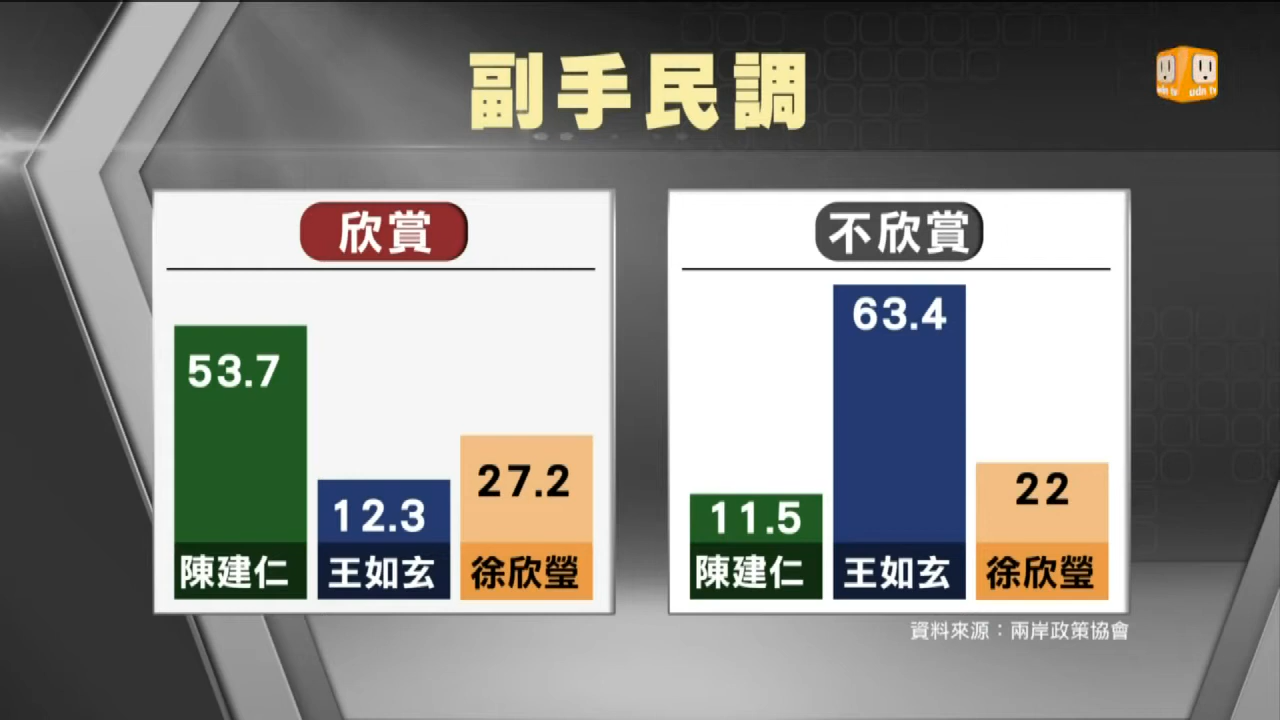 副手民調
udn tv
欣賞
53.7
12.3
27.2
陳建仁
王如玄
徐欣瑩
不欣賞
11.5
63.4
22
陳建仁
王如玄
徐欣瑩
資料來源：兩岸政策協會